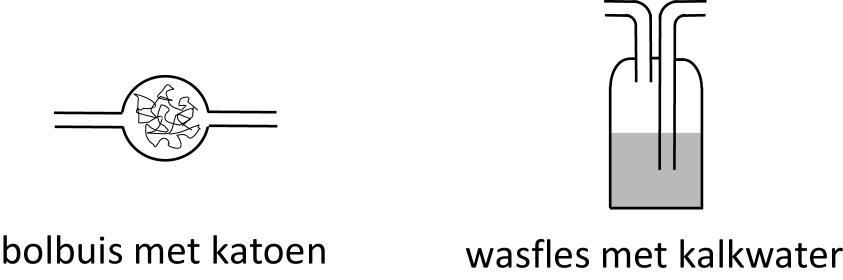 bolbuis met katoen
wasfles met kalkwater